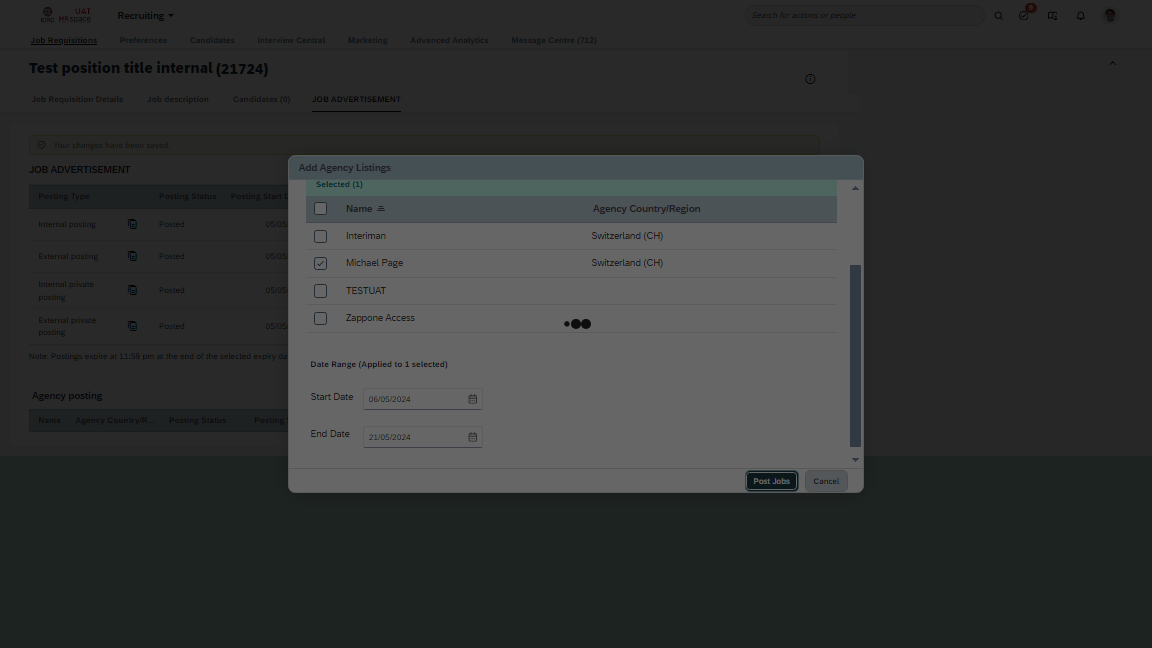 UAT
HRspace
Recruiting
Search for actions or people
Job Requisitions Preferences Candidates Interview Central Marketing Advanced Analytics Message Centre (712)
Test position title internal (21724)
Job Requisition Details Job description Candidates (0) JOB ADVERTISEMENT
Your changes have been saved
JOB ADVERTISEMENT
Posting Type Posting Status Posting Start D
Internal posting Posted 05/05/
External posting Posted 05/05/
Internal private
posting Posted 05/05/
External private
posting Posted 05/05/
Note: Postings expire at 11:59 pm at the end of the selected expiry da
Agency posting
Name Agency Country/R... Posting Status Posting
Add Agency Listings
Selected (1)
Name Agency Country/Region
Interiman Switzerland (CH)
Michael Page Switzerland (CH)
TESTUAT
Zappone Access
Date Range (Applied to 1 selected)
Start Date 06/05/2024
End Date 21/05/2024
Post Jobs Cancel